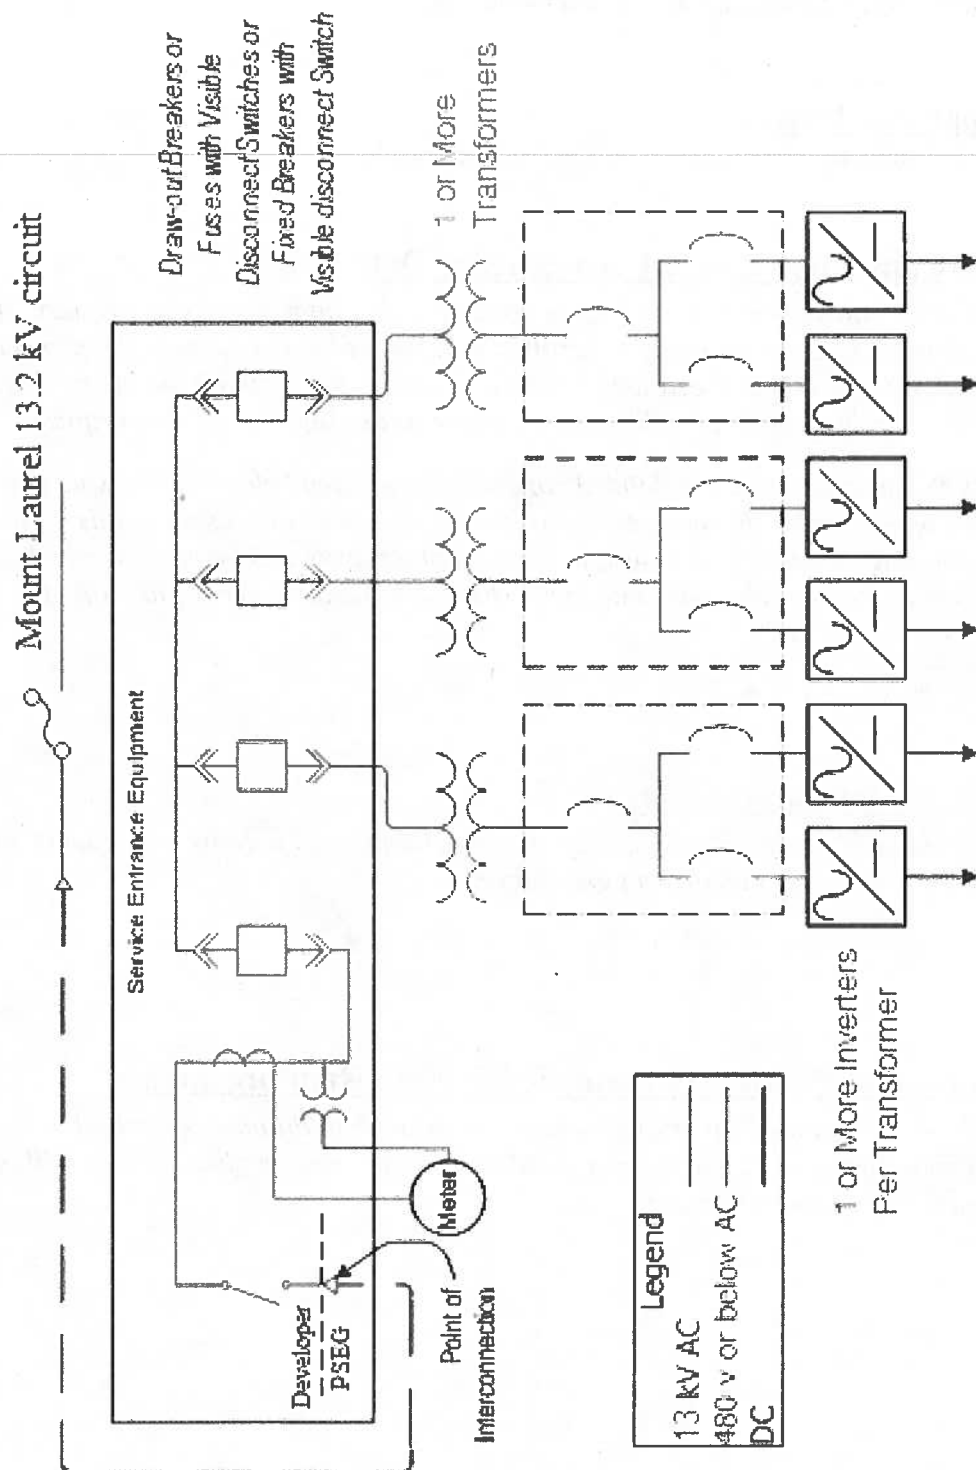 Mount Laurel 13.2 kV circuit
Draw-out Breakers or
Fuses with Visible
Disconnect Switches or
Fixed Breakers with
Visible disconnect Switch
Service Entrance Equipment
1 or More
Transformers
Developer
PSEG
Meter
Point of
Interconnection
Legend
13 kV AC
480 v or below AC
DC
1 or More Inverters
Per Transformer